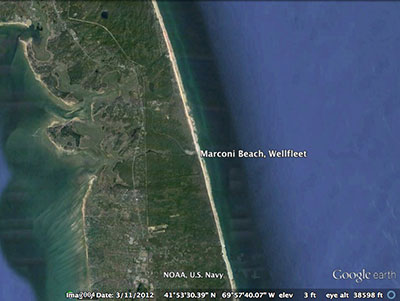 Marconi Beach, Wellfleet
Google earth
NOAA, U.S. Navy
Date: 3/11/2012 41°53'30.39" N 69°57'40.07" W elev 3 ft eye alt 38598 ft